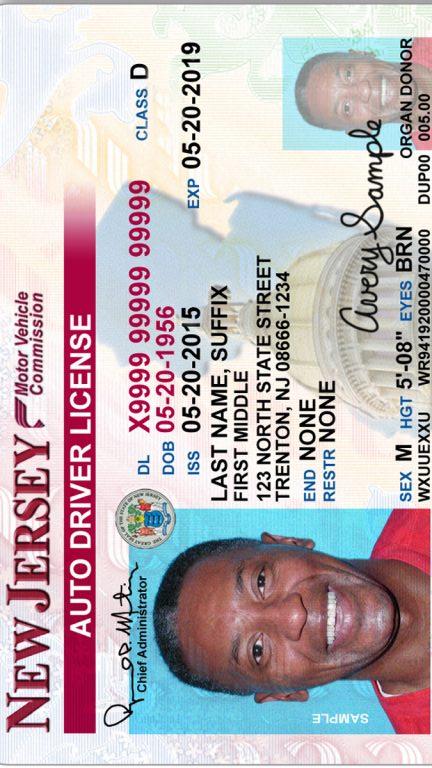 NEW JERSEY
Motor Vehicle
Commission
AUTO DRIVER LICENSE
DL X9999 99999 99999 CLASS D
DOB 05-20-1956
ISS 05-20-2015 EXP 05-20-2019
LAST NAME, SUFFIX
FIRST MIDDLE
123 NORTH STATE STREET
TRENTON, NJ 08666-1234
END NONE
RESTR NONE
Avery Sample
SEX M HGT 5'-08" EYES BRN ORGAN DONOR
WXUUEXXU WR94192000047000​0 DUP00 005.00
Chief Administrator
SAMPLE
THE GREAT SEAL OF THE STATE OF NEW JERSEY